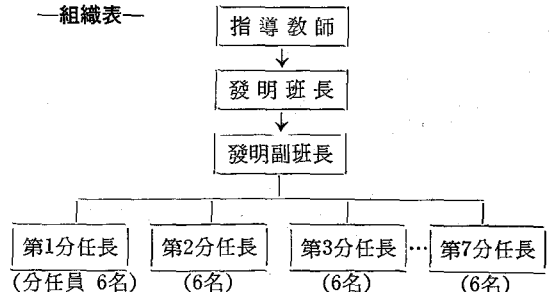 —組織表—
指導教師
↓
發明班長
↓
發明副班長
第1分任長 第2分任長 第3分任長 … 第7分任長
(分任員 6名) (6名) (6名) (6名)